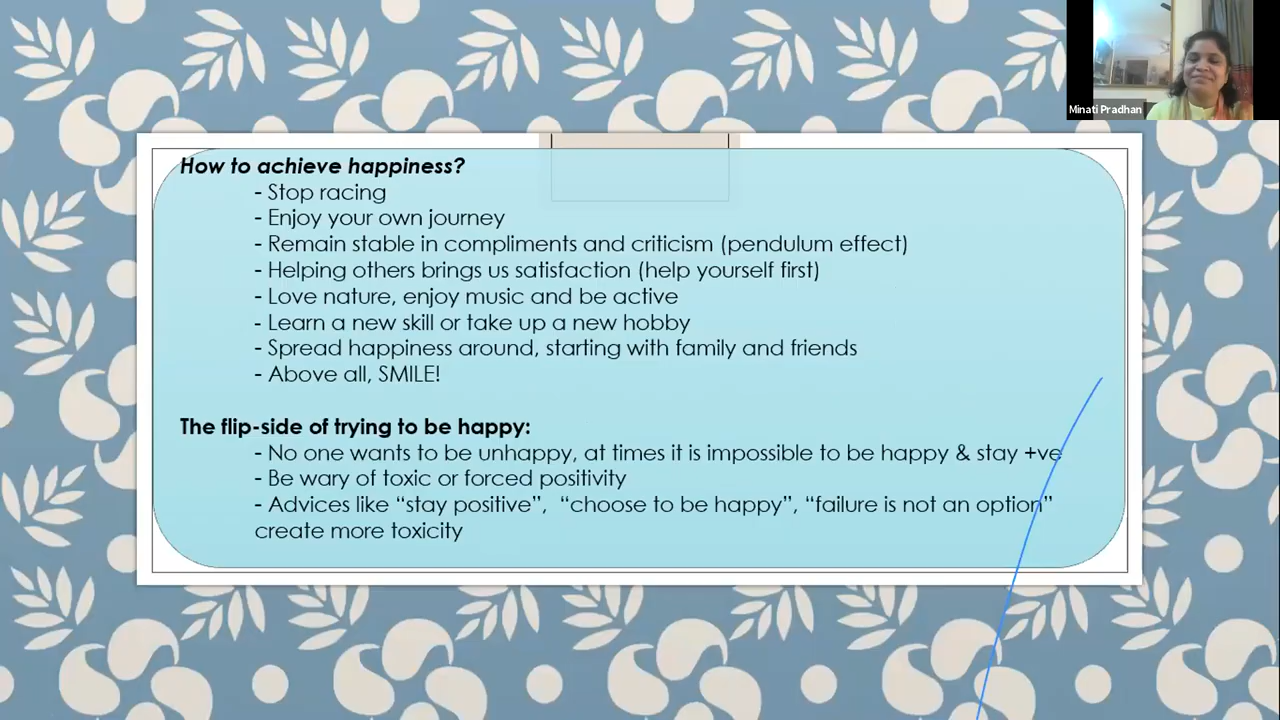 Minati Pradhan
How to achieve happiness?
- Stop racing
- Enjoy your own journey
- Remain stable in compliments and criticism (pendulum effect)
- Helping others brings us satisfaction (help yourself first)
- Love nature, enjoy music and be active
- Learn a new skill or take up a new hobby
- Spread happiness around, starting with family and friends
- Above all, SMILE!
The flip-side of trying to be happy:
- No one wants to be unhappy, at times it is impossible to be happy & stay +ve
- Be wary of toxic or forced positivity
- Advices like “stay positive”, “choose to be happy”, “failure is not an option”
create more toxicity